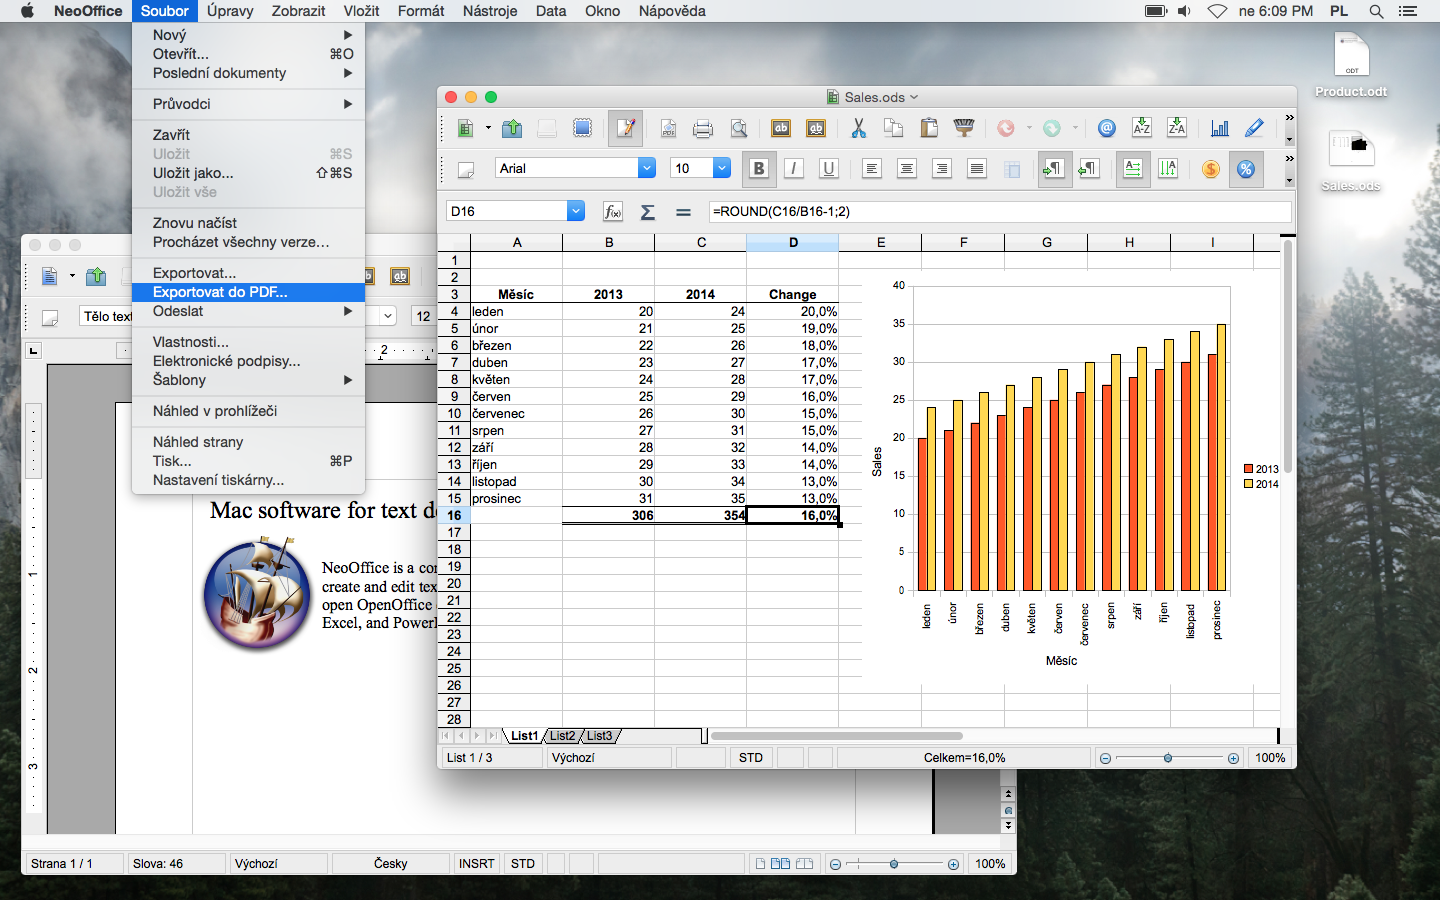 NeoOffice Soubor Úpravy Zobrazit Vložit Formát Nástroje Data Okno Nápověda ne 6:09 PM PL
Nový
Otevřít... ⌘O
Poslední dokumenty
Průvodci
Zavřít
Uložit ⌘S
Uložit jako... ⇧⌘S
Uložit vše
Znovu načíst
Procházet všechny verze…
Exportovat...
Exportovat do PDF...
Odeslat
Vlastnosti...
Elektronické podpisy...
Šablony
Náhled v prohlížeči
Náhled strany
Tisk... ⌘P
Nastavení tiskárny...
ODT
Product.odt
Sales.ods
Sales.ods
Arial 10 B I U
D16 f(x) Σ = =ROUND(C16/B16-1;2)
A B C D E F G H I
1
2
3 Měsíc 2013 2014 Change
4 leden 20 24 20,0%
5 únor 21 25 19,0%
6 březen 22 26 18,0%
7 duben 23 27 17,0%
8 květen 24 28 17,0%
9 červen 25 29 16,0%
10 červenec 26 30 15,0%
11 srpen 27 31 15,0%
12 září 28 32 14,0%
13 říjen 29 33 14,0%
14 listopad 30 34 13,0%
15 prosinec 31 35 13,0%
16 306 354 16,0%
17
18
19
20
21
22
23
24
25
26
27
28
40
35
30
25
20
15
10
5
0
Sales
leden únor březen duben květen červen červenec srpen září říjen listopad prosinec
Měsíc
2013
2014
List1 List2 List3
List 1 / 3 Výchozí STD Celkem=16,0% 100%
Tělo text 12
2
1
2
3
Mac software for text d
NeoOffice is a co
create and edit tex
open OpenOffice
Excel, and Power
Strana 1 / 1 Slova: 46 Výchozí Česky INSRT STD 100%